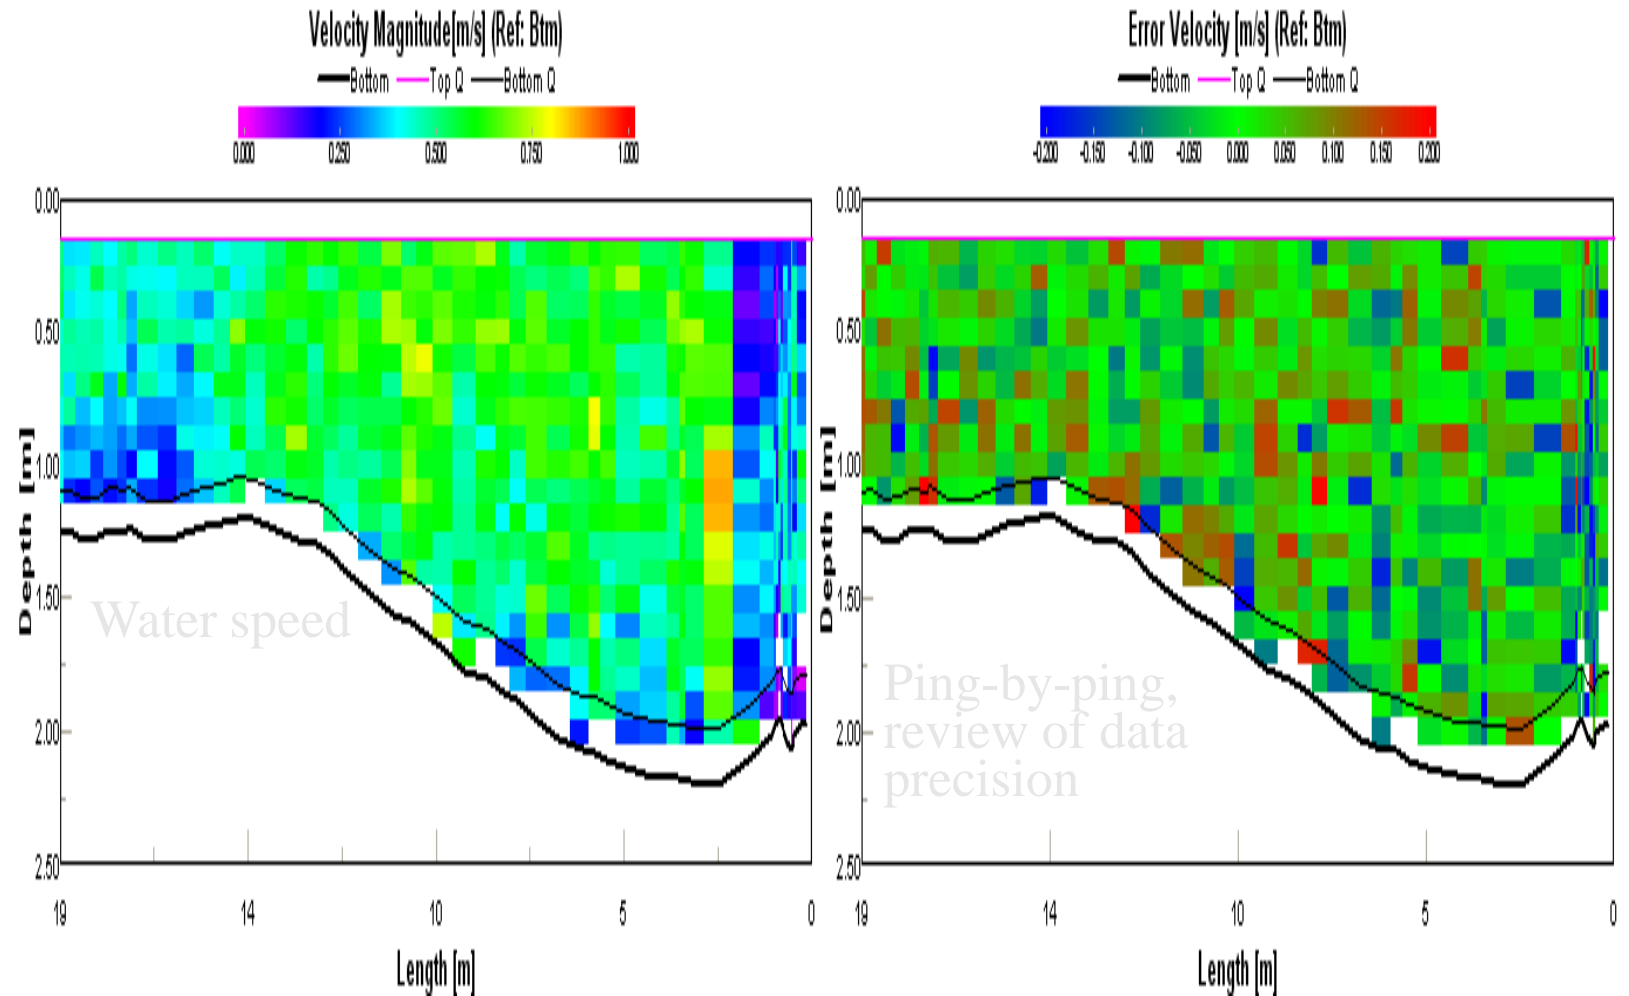 Velocity Magnitude[m/s] (Ref: Btm)
Bottom Top Q Bottom Q
0.000 0.250 0.500 0.750 1.000
Error Velocity [m/s] (Ref: Btm)
Bottom Top Q Bottom Q
-0.200 -0.150 -0.100 -0.050 0.000 0.050 0.100 0.150 0.200
Depth [m]
0.00
0.50
1.00
1.50
2.00
2.50
Water speed
19 14 10 5 0
Length [m]
Depth [m]
0.00
0.50
1.00
1.50
2.00
2.50
Ping-by-ping,
review of data
precision
19 14 10 5 0
Length [m]